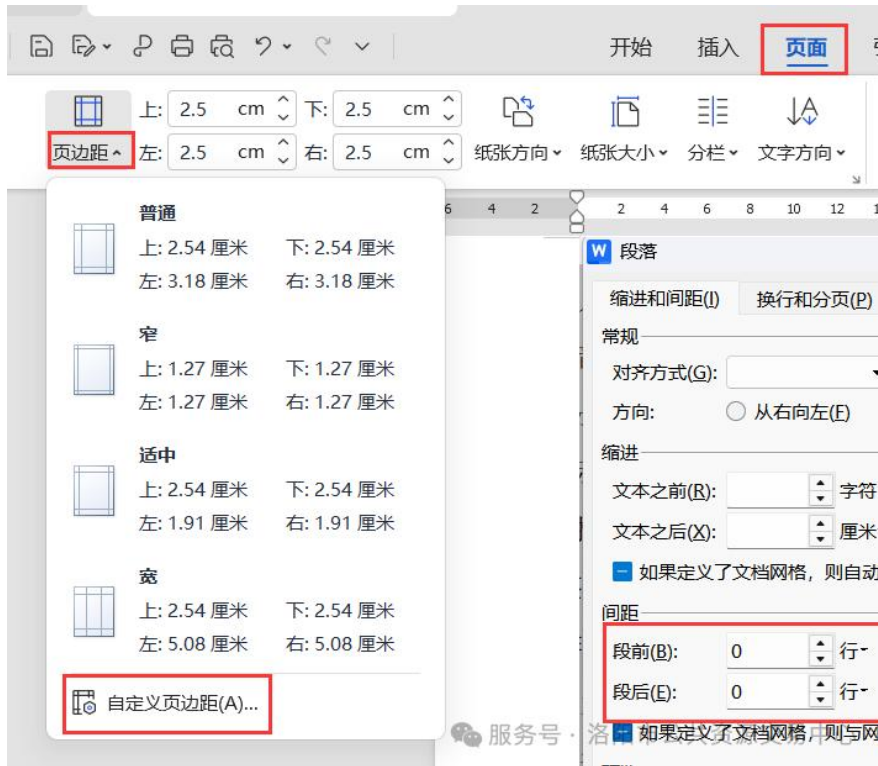 开始 插入 页面
上: 2.5 cm 下: 2.5 cm
页边距 左: 2.5 cm 右: 2.5 cm 纸张方向 纸张大小 分栏 文字方向
6 4 2 2 4 6 8 10 12
普通
上: 2.54 厘米 下: 2.54 厘米
左: 3.18 厘米 右: 3.18 厘米
窄
上: 1.27 厘米 下: 1.27 厘米
左: 1.27 厘米 右: 1.27 厘米
适中
上: 2.54 厘米 下: 2.54 厘米
左: 1.91 厘米 右: 1.91 厘米
宽
上: 2.54 厘米 下: 2.54 厘米
左: 5.08 厘米 右: 5.08 厘米
自定义页边距(A)...
W 段落
缩进和间距(I) 换行和分页(P)
常规
对齐方式(G):
方向: 从右向左(F)
缩进
文本之前(R): 字符
文本之后(X): 厘米
如果定义了文档网格，则自动
间距
段前(B): 0 行
段后(E): 0 行
如果定义了文档网格，则与网
服务号 · 洛阳市公共资源交易中心